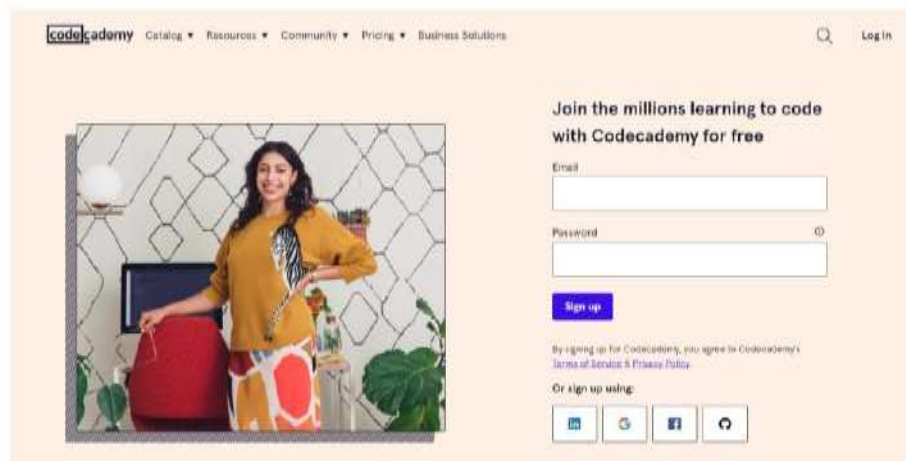 codecademy Catalog Resources Community Pricing Business Solutions Log in
Join the millions learning to code
with Codecademy for free
Email
Password
Sign up
By signing up for Codecademy, you agree to Codecademy's
Terms of Service & Privacy Policy
Or sign up using: